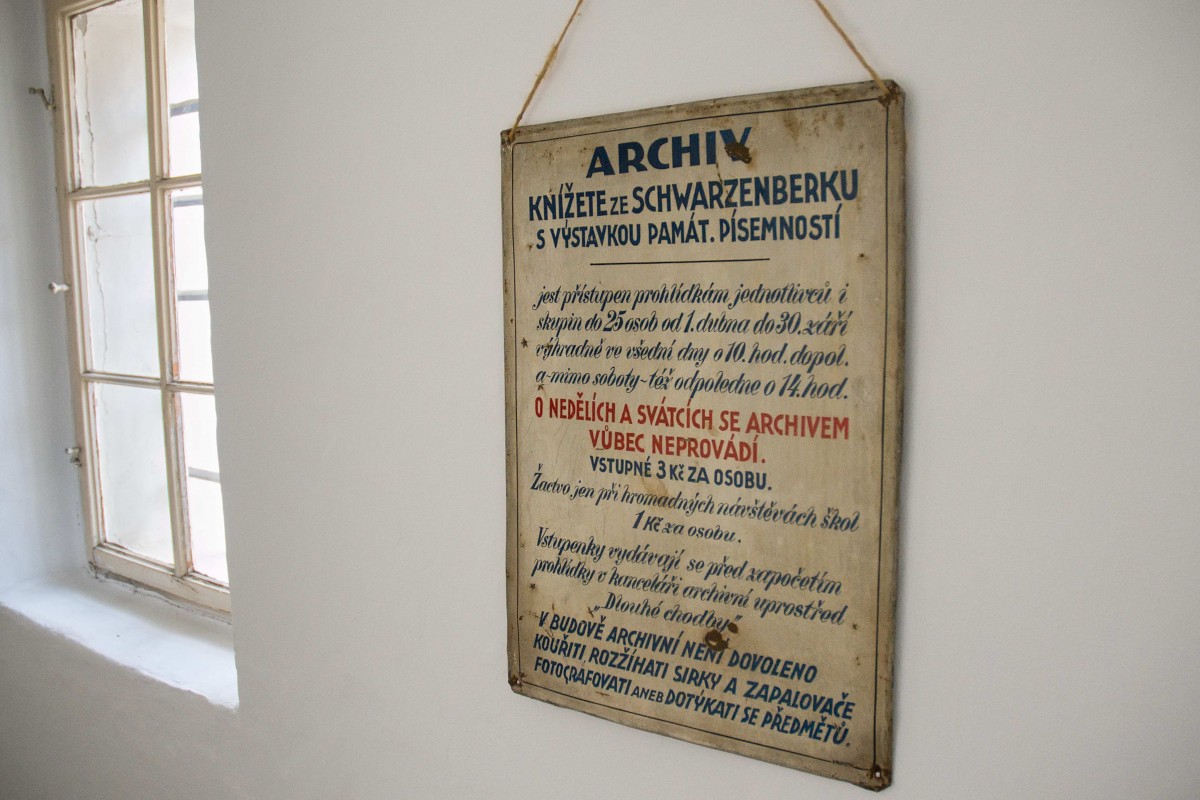 ARCHIV
KNÍŽETE ZE SCHWARZENBERKU
S VÝSTAVKOU PAMÁT. PÍSEMNOSTÍ
jest přístupen prohlídkám jednotlivců i
skupin do 25 osob od 1. dubna do 30. září
výhradně ve všední dny o 10. hod. dopol.
a-mimo soboty-též odpoledne o 14. hod.
O NEDĚLÍCH A SVÁTCÍCH SE ARCHIVEM
VŮBEC NEPROVÁDÍ.
VSTUPNÉ 3 Kč ZA OSOBU.
Žactvo jen při hromadných návštěvách škol
1 Kč za osobu.
Vstupenky vydávají se před započetím
prohlídky v kanceláři archivní uprostřed
„Dlouhé chodby"
V BUDOVĚ ARCHIVNÍ NENÍ DOVOLENO
KOUŘITI, ROZŽÍHATI SIRKY A ZAPALOVAČE
FOTOGRAFOVATI ANEB DOTÝKATI SE PŘEDMĚTŮ.